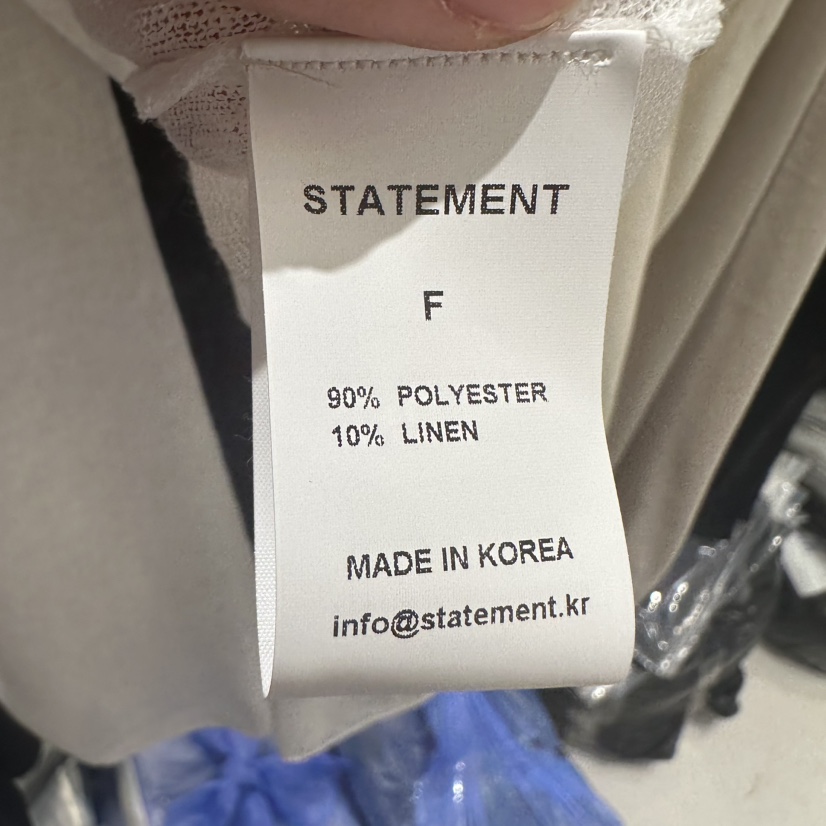 STATEMENT
F
90% POLYESTER
10% LINEN
MADE IN KOREA
info@statement.kr